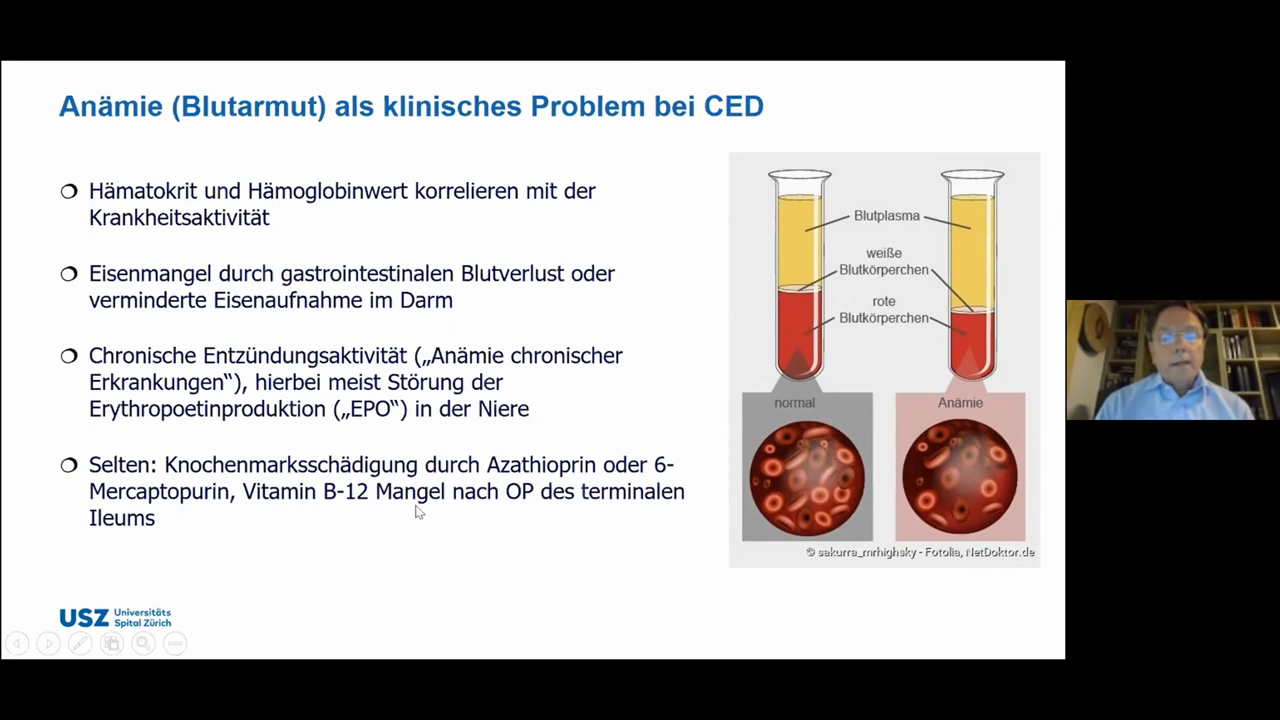 Anämie (Blutarmut) als klinisches Problem bei CED
Hämatokrit und Hämoglobinwert korrelieren mit der
Krankheitsaktivität
Eisenmangel durch gastrointestinalen Blutverlust oder
verminderte Eisenaufnahme im Darm
Chronische Entzündungsaktivität („Anämie chronischer
Erkrankungen“), hierbei meist Störung der
Erythropoetinproduktion („EPO“) in der Niere
Selten: Knochenmarksschädigung durch Azathioprin oder 6-
Mercaptopurin, Vitamin B-12 Mangel nach OP des terminalen
Ileums
Blutplasma
weiße
Blutkörperchen
rote
Blutkörperchen
normal
Anämie
© sakurra_mrhighsky - Fotolia, NetDoktor.de
USZ Universitäts
Spital Zürich